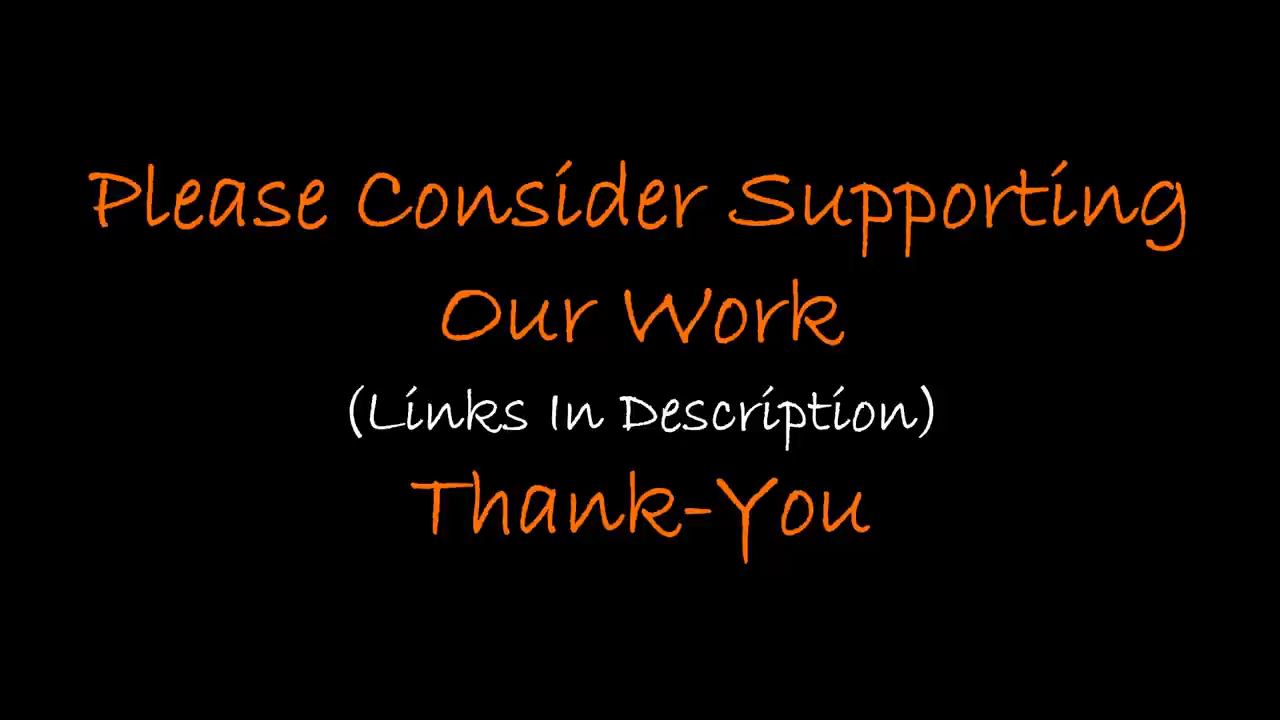 Please Consider Supporting
Our Work
(Links In Description)
Thank-You